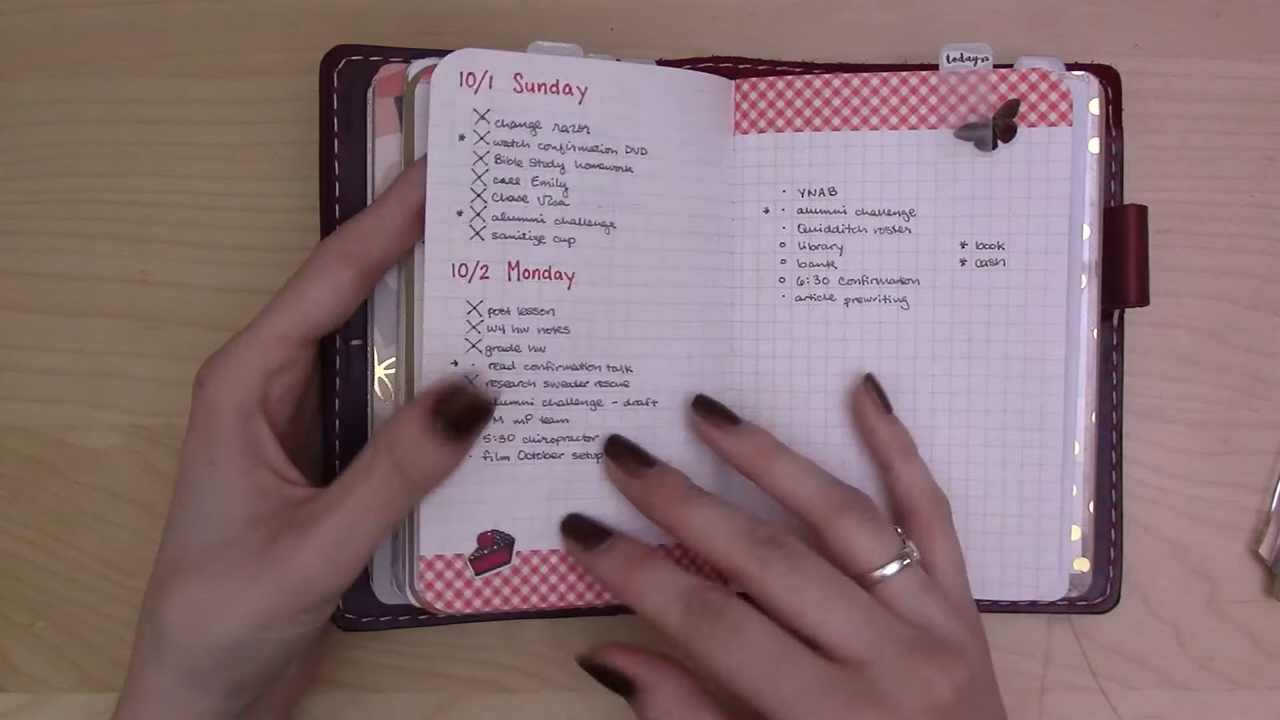 today
10/1 Sunday
X change razor
* X watch confirmation DVD
X Bible Study homework
X call Emily
X Chase Visa
* X alumni challenge
X sanitize cup
10/2 Monday
X post lesson
X W4 hw notes
X grade hw
· read confirmation talk
X research sweater rescue
alumni challenge - draft
MP team
5:30 chiropractor
· film October setup
· YNAB
* · alumni challenge
· Quidditch roster
o library * book
o bank * cash
o 6:30 confirmation
· article prewriting